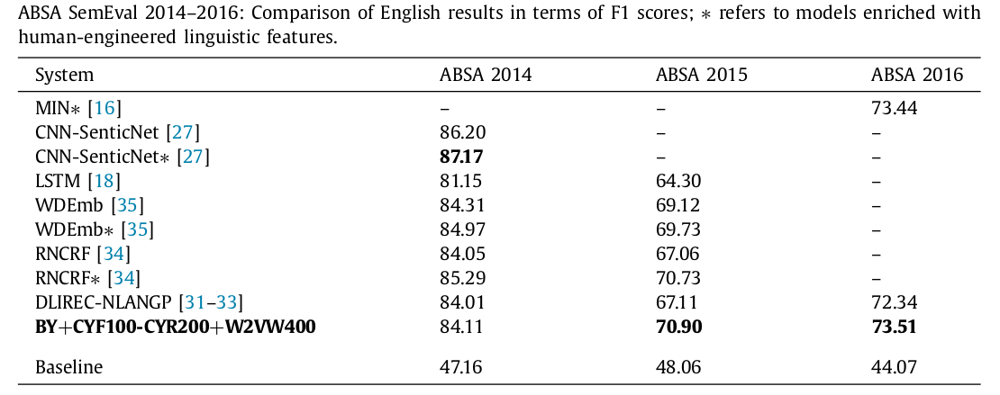 ABSA SemEval 2014–2016: Comparison of English results in terms of F1 scores; ∗ refers to models enriched with
human-engineered linguistic features.
System ABSA 2014 ABSA 2015 ABSA 2016
MIN∗ [16] – – 73.44
CNN-SenticNet [27] 86.20 – –
CNN-SenticNet∗ [27] 87.17 – –
LSTM [18] 81.15 64.30 –
WDEmb [35] 84.31 69.12 –
WDEmb∗ [35] 84.97 69.73 –
RNCRF [34] 84.05 67.06 –
RNCRF∗ [34] 85.29 70.73 –
DLIREC-NLANGP [31–33] 84.01 67.11 72.34
BY+CYF100-CYR200+W2VW400 84.11 70.90 73.51
Baseline 47.16 48.06 44.07